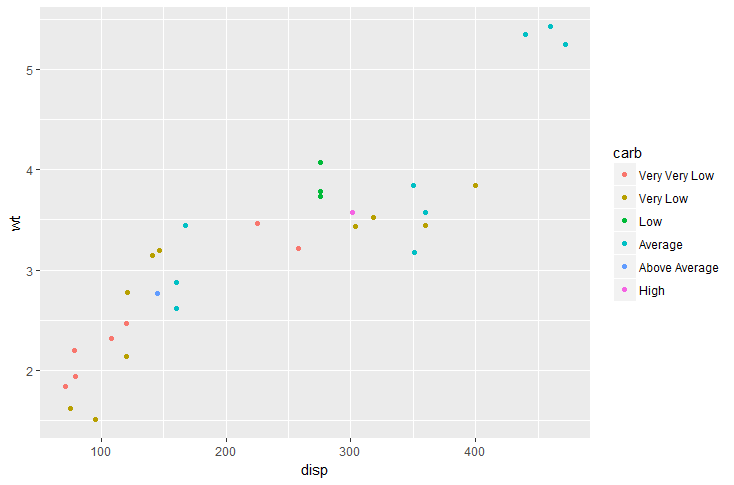 5
4
3
2
wt
100
200
300
400
disp
carb
Very Very Low
Very Low
Low
Average
Above Average
High